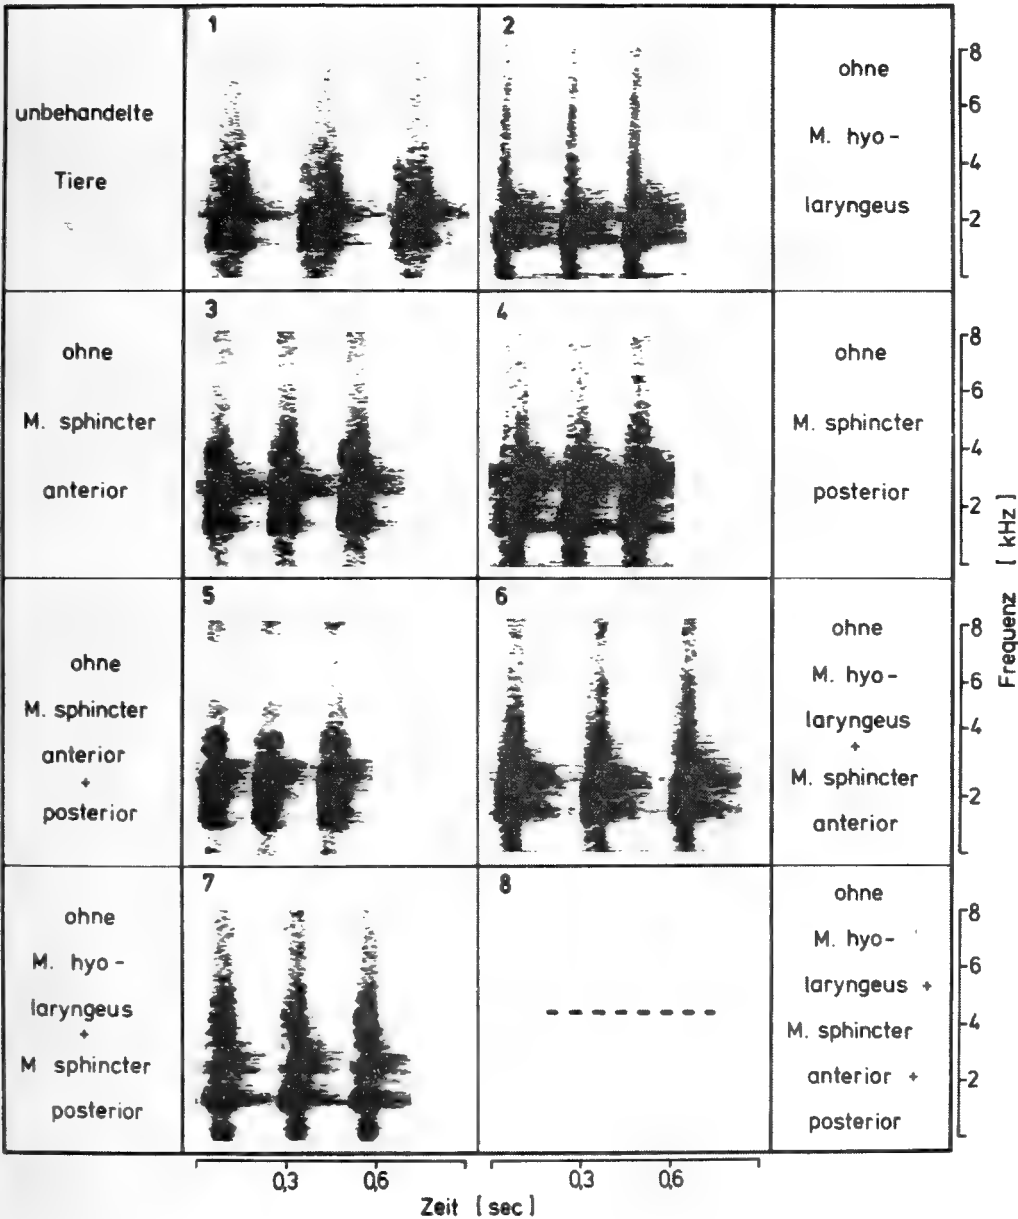 1
unbehandelte
Tiere
2
ohne
M. hyo-
laryngeus
8
6
4
2
3
ohne
M. sphincter
anterior
4
ohne
M. sphincter
posterior
8
6
4
2
5
ohne
M. sphincter
anterior
+
posterior
6
ohne
M. hyo-
laryngeus
+
M. sphincter
anterior
8
6
4
2
7
ohne
M. hyo-
laryngeus
+
M sphincter
posterior
8
ohne
M. hyo-
laryngeus +
M. sphincter
anterior +
posterior
8
6
4
2
Frequenz [kHz]
0,3
0,6
0,3
0,6
Zeit [sec]